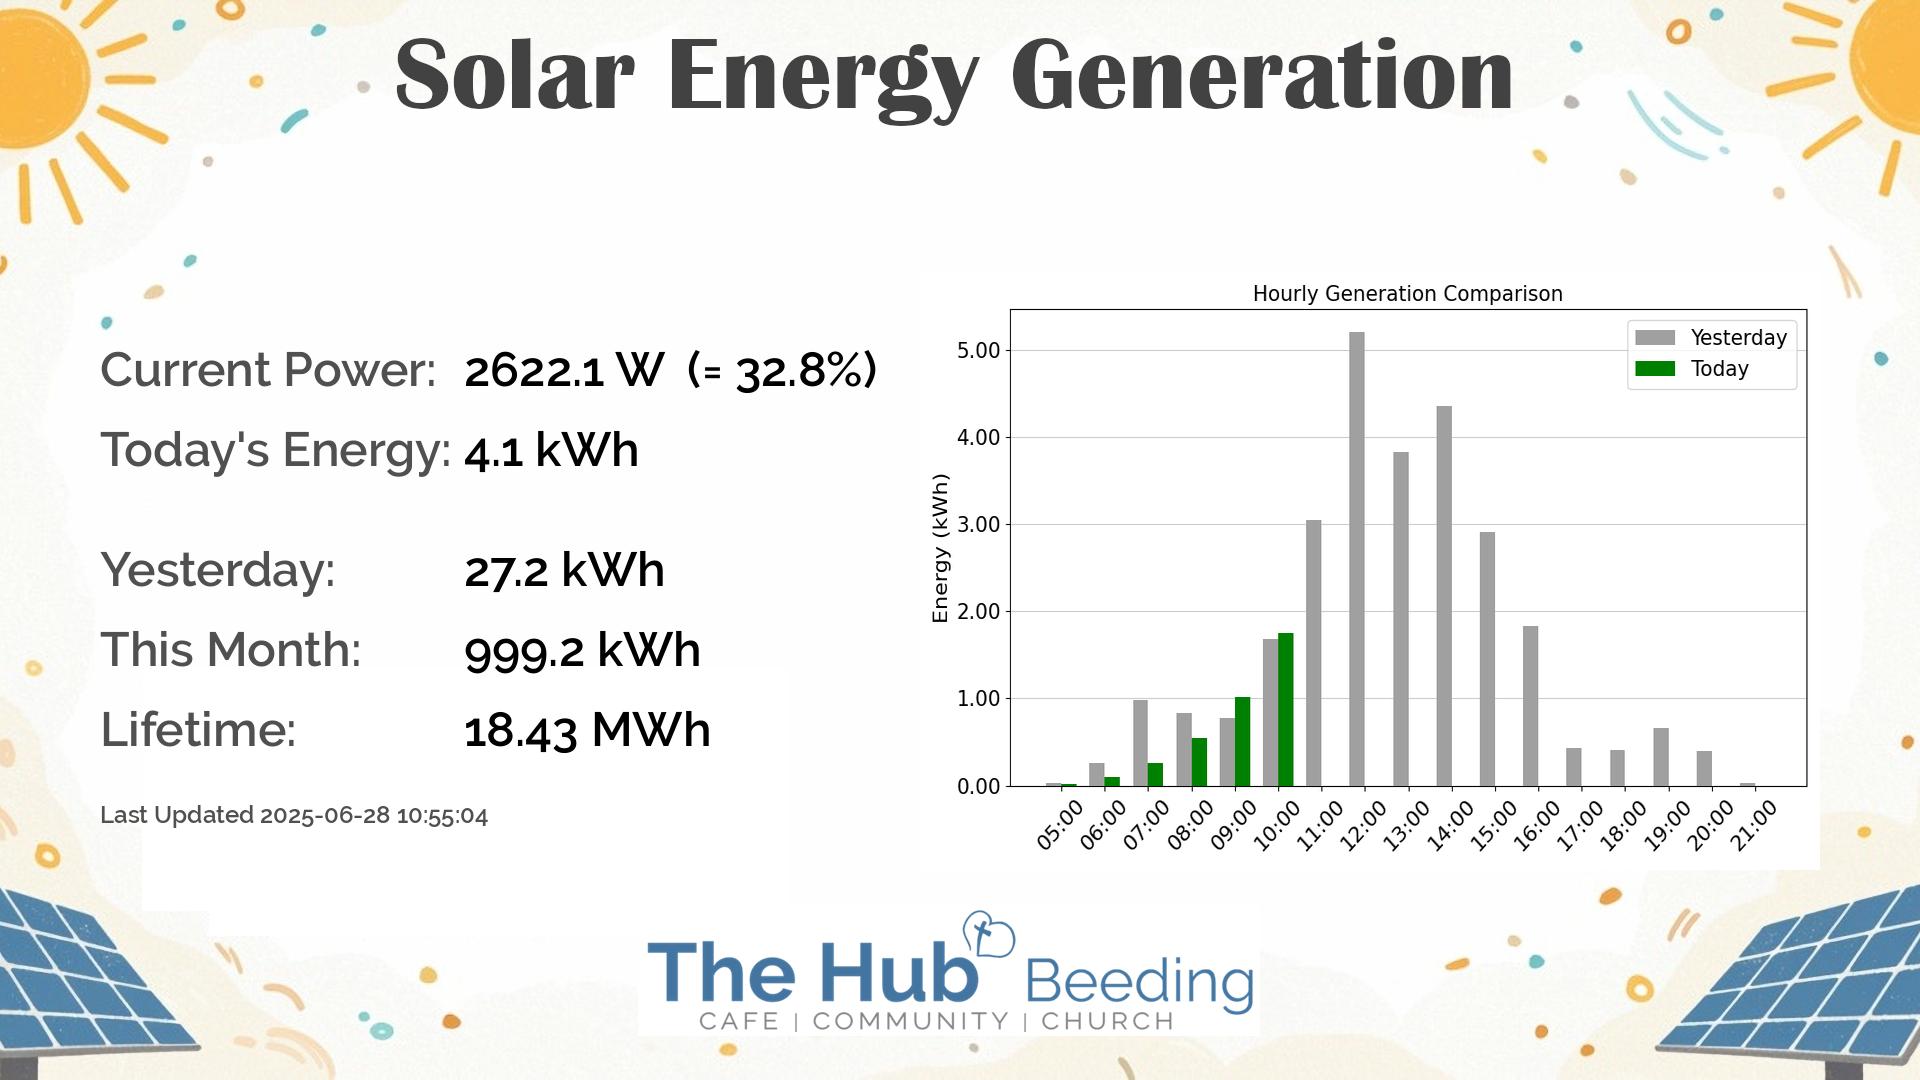 Solar Energy Generation
Current Power: 2622.1 W (= 32.8%)
Today's Energy: 4.1 kWh
Yesterday: 27.2 kWh
This Month: 999.2 kWh
Lifetime: 18.43 MWh
Last Updated 2025-06-28 10:55:04
Hourly Generation Comparison
Yesterday
Today
Energy (kWh)
5.00
4.00
3.00
2.00
1.00
0.00
05:00 06:00 07:00 08:00 09:00 10:00 11:00 12:00 13:00 14:00 15:00 16:00 17:00 18:00 19:00 20:00 21:00
The Hub Beeding
CAFE | COMMUNITY | CHURCH